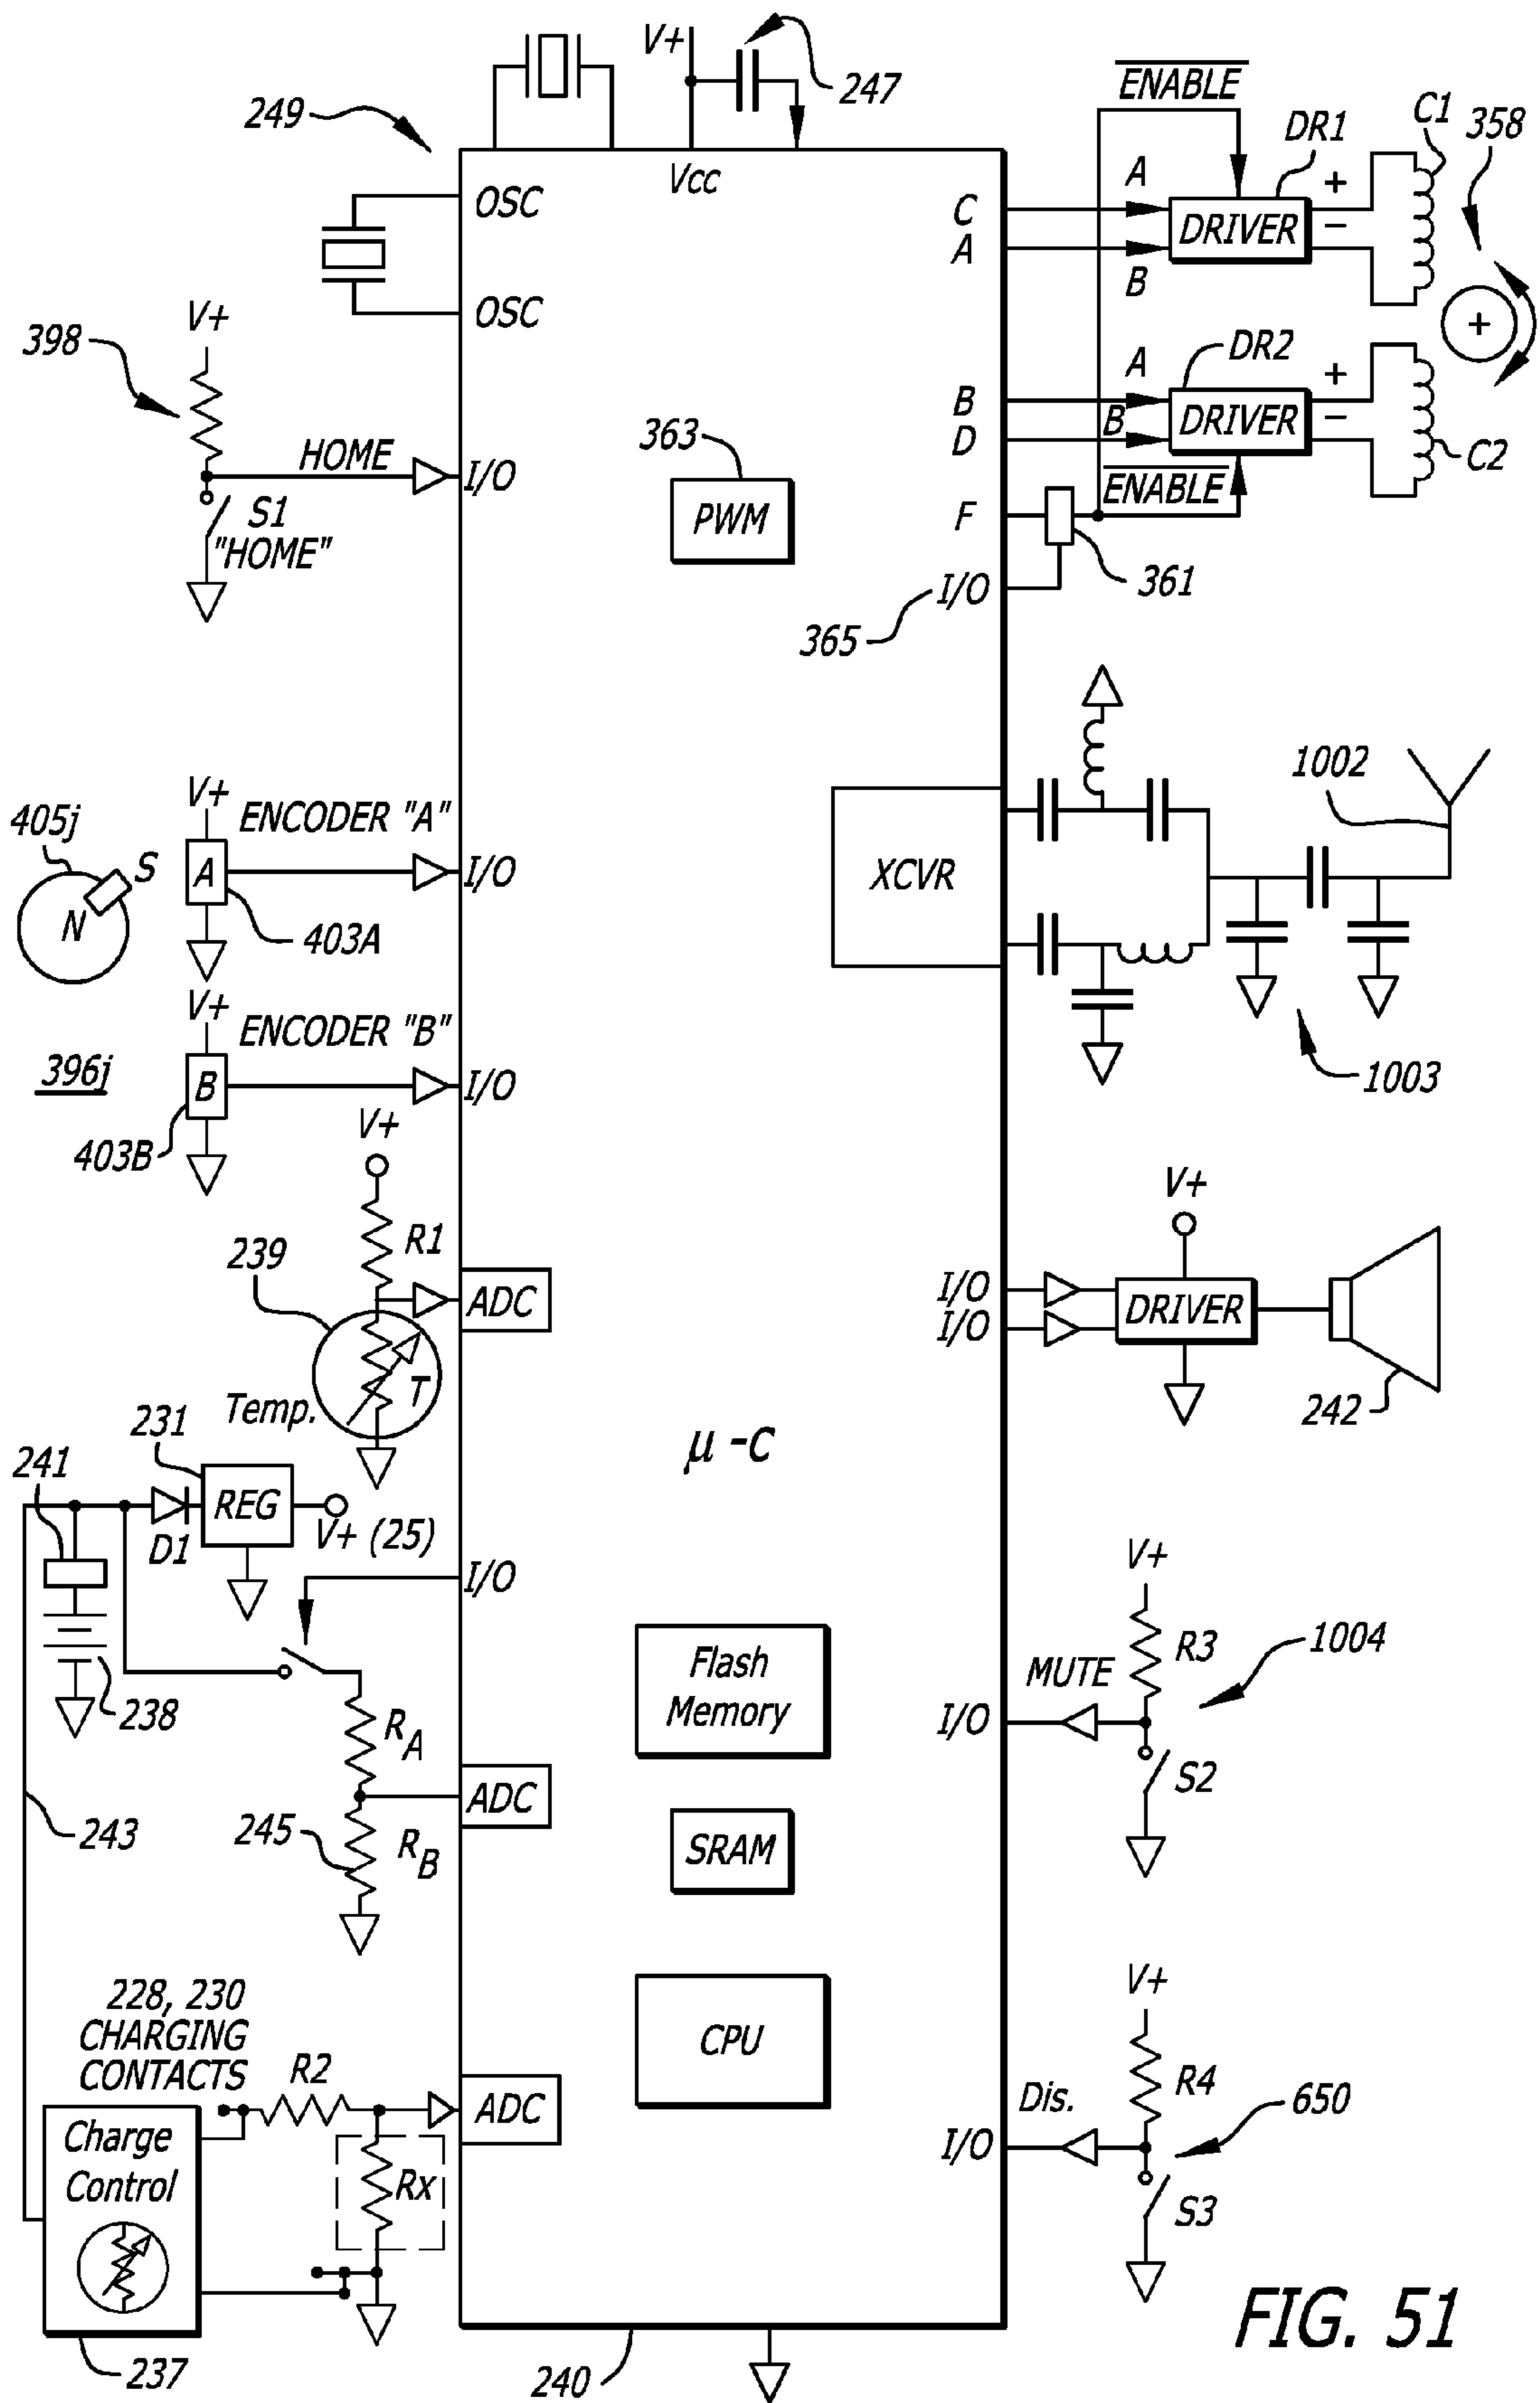 V+
247
249
VCC
OSC
OSC
ENABLE
DR1
C1
358
C
A
A
B
DRIVER
+
−
+
V+
398
HOME
I/O
S1
"HOME"
363
PWM
DR2
A
B
B
D
DRIVER
+
−
C2
ENABLE
F
361
I/O
365
V+
ENCODER "A"
405j
S
N
A
I/O
403A
V+
ENCODER "B"
396j
B
I/O
403B
XCVR
1002
1003
V+
R1
239
ADC
T
Temp.
V+
I/O
I/O
DRIVER
242
μ-c
231
241
REG
D1
V+ (25)
I/O
238
RA
ADC
245
RB
243
Flash
Memory
SRAM
CPU
V+
R3
1004
MUTE
I/O
S2
228, 230
CHARGING
CONTACTS
R2
ADC
Charge
Control
Rx
237
240
V+
R4
Dis.
650
I/O
S3
FIG. 51